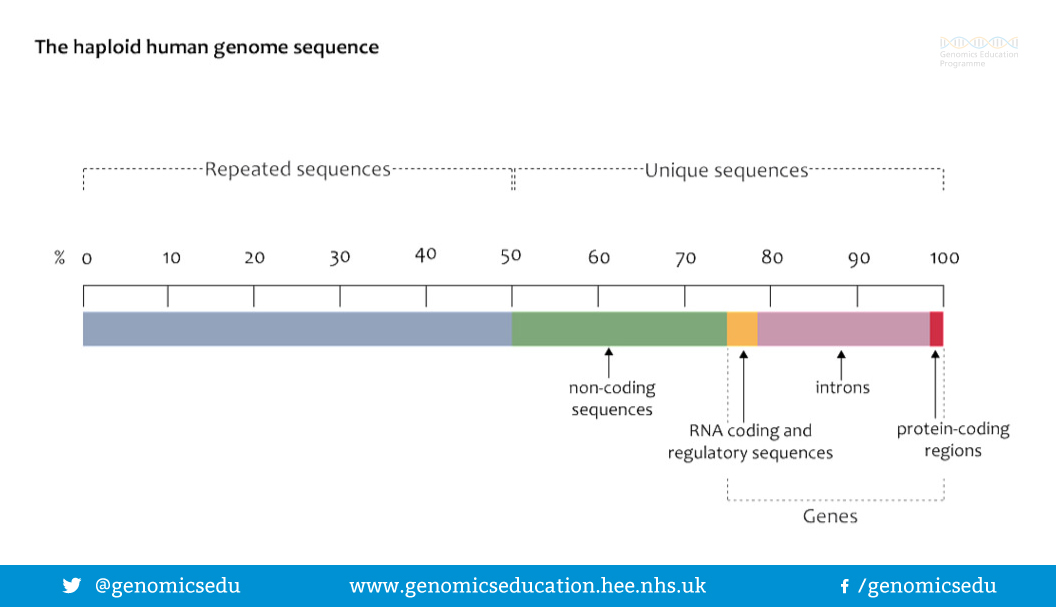 The haploid human genome sequence
Genomics Education
Programme
Repeated sequences
Unique sequences
% 0 10 20 30 40 50 60 70 80 90 100
non-coding
sequences
introns
RNA coding and
regulatory sequences
protein-coding
regions
Genes
@genomicsedu www.genomicseducation.hee.nhs.uk /genomicsedu